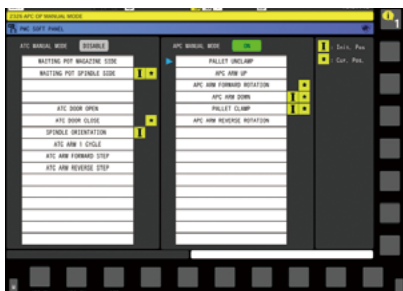 C328-APC OP MANUAL MODE
PMC SOFT PANEL
ATC MANUAL MODE DISABLE
WAITING POT MAGAZINE SIDE
WAITING POT SPINDLE SIDE
ATC DOOR OPEN
ATC DOOR CLOSE
SPINDLE ORIENTATION
ATC ARM 1 CYCLE
ATC ARM FORWARD STEP
ATC ARM REVERSE STEP
APC MANUAL MODE ON
PALLET UNCLAMP
APC ARM UP
APC ARM FORWARD ROTATION
APC ARM DOWN
PALLET CLAMP
APC ARM REVERSE ROTATION
I : Init. Pos
* : Cur. Pos.
1